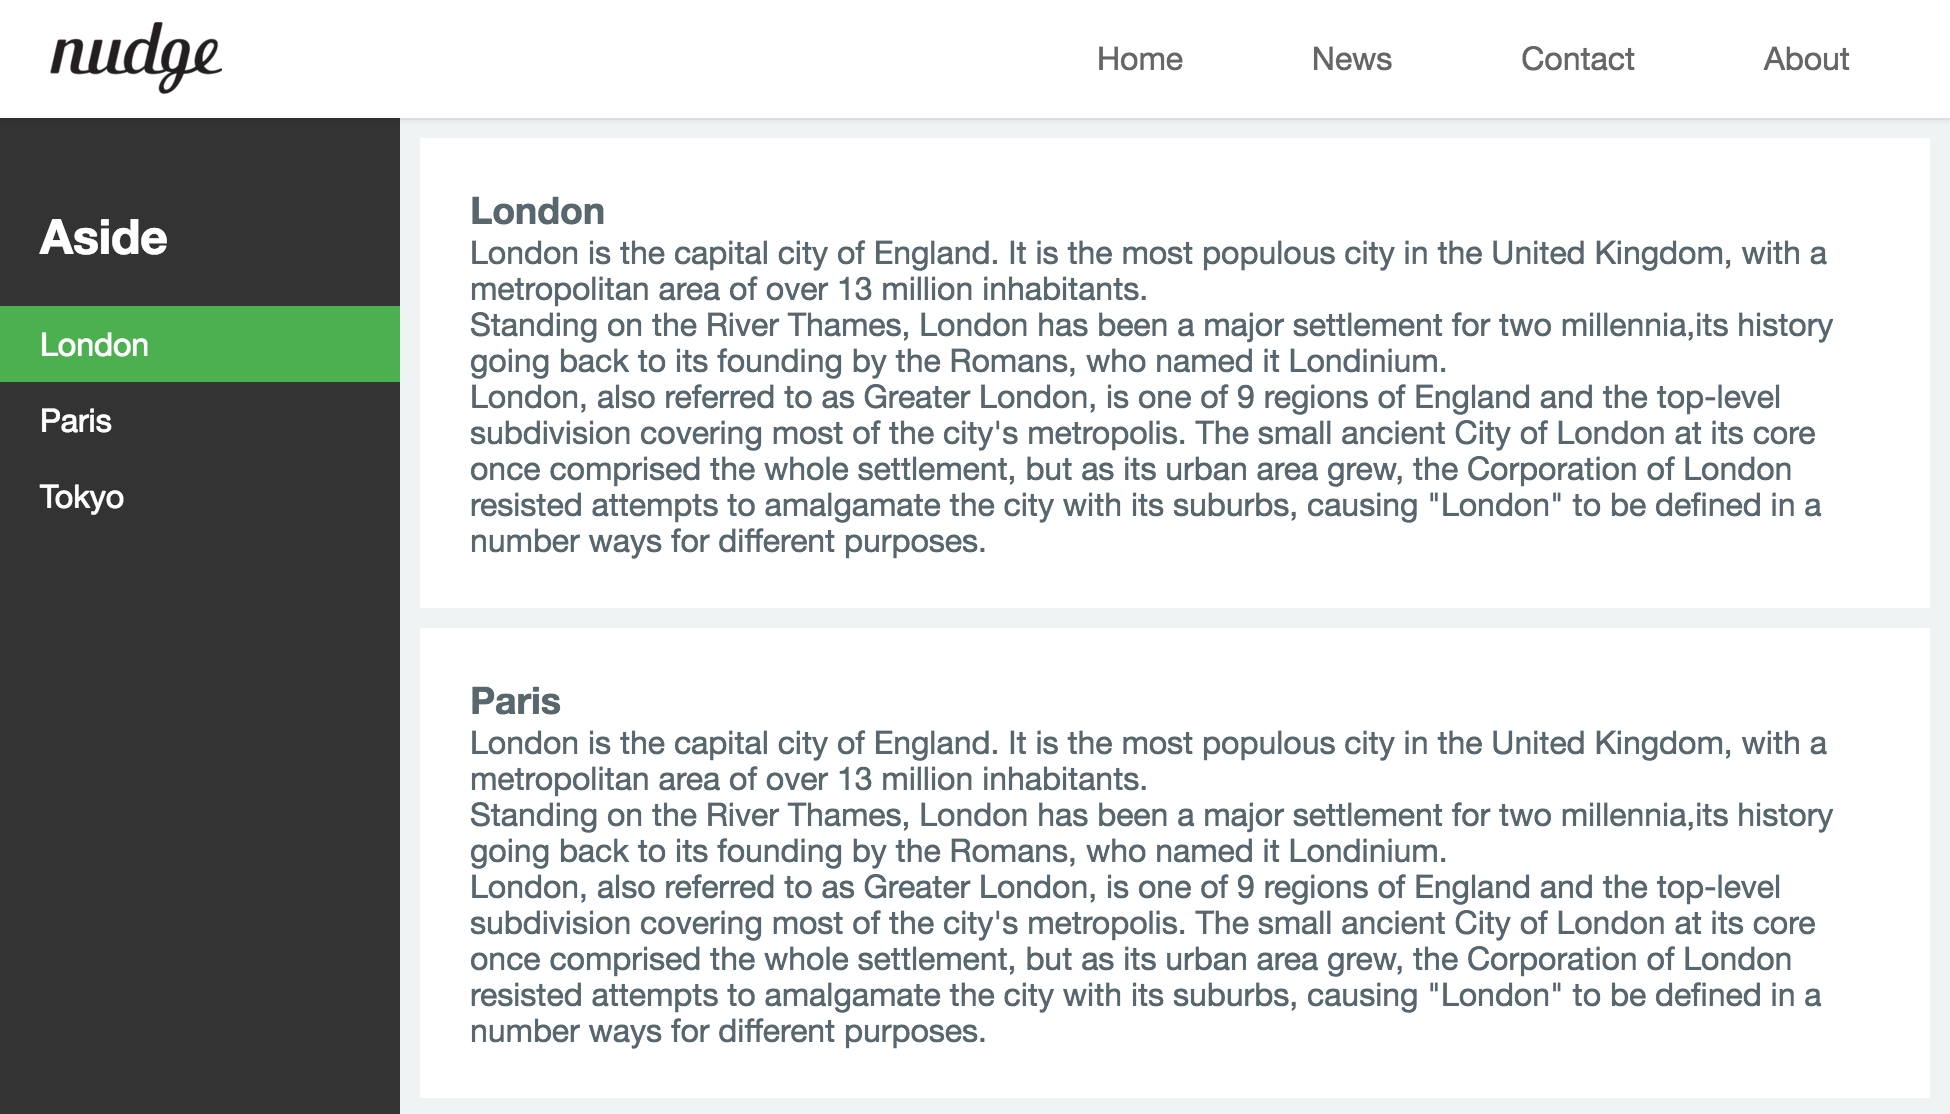 nudge
Home News Contact About
Aside
London
Paris
Tokyo
London
London is the capital city of England. It is the most populous city in the United Kingdom, with a
metropolitan area of over 13 million inhabitants.
Standing on the River Thames, London has been a major settlement for two millennia,its history
going back to its founding by the Romans, who named it Londinium.
London, also referred to as Greater London, is one of 9 regions of England and the top-level
subdivision covering most of the city's metropolis. The small ancient City of London at its core
once comprised the whole settlement, but as its urban area grew, the Corporation of London
resisted attempts to amalgamate the city with its suburbs, causing "London" to be defined in a
number ways for different purposes.
Paris
London is the capital city of England. It is the most populous city in the United Kingdom, with a
metropolitan area of over 13 million inhabitants.
Standing on the River Thames, London has been a major settlement for two millennia,its history
going back to its founding by the Romans, who named it Londinium.
London, also referred to as Greater London, is one of 9 regions of England and the top-level
subdivision covering most of the city's metropolis. The small ancient City of London at its core
once comprised the whole settlement, but as its urban area grew, the Corporation of London
resisted attempts to amalgamate the city with its suburbs, causing "London" to be defined in a
number ways for different purposes.